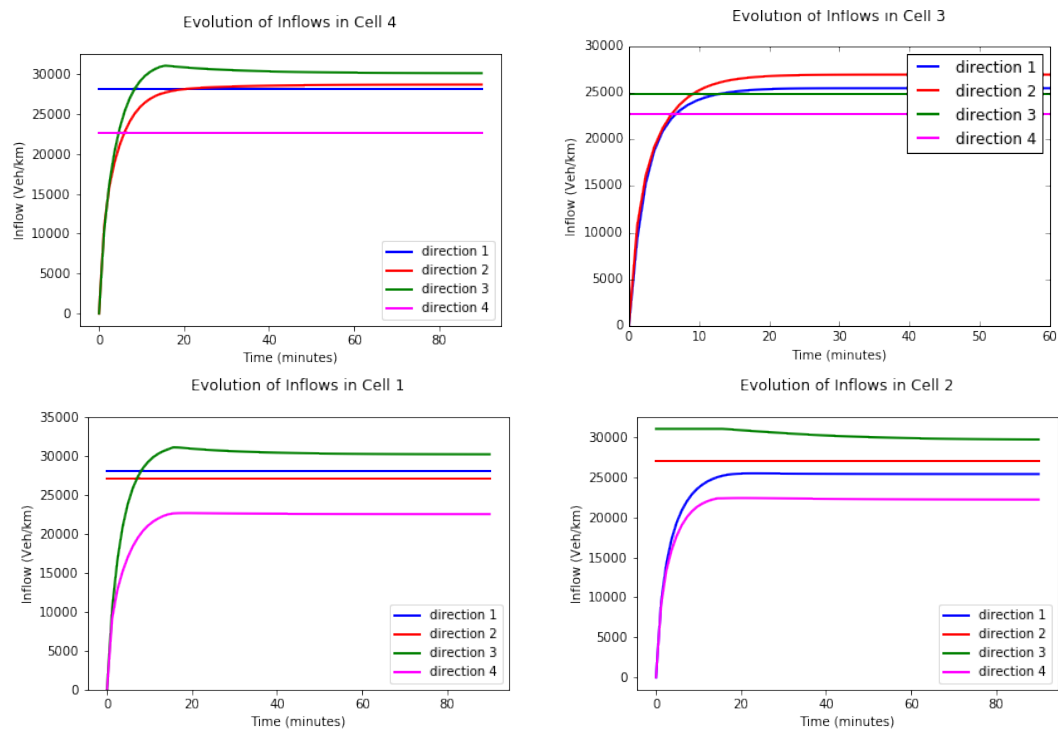 Evolution of Inflows in Cell 4
30000
25000
20000
15000
10000
5000
0
Inflow (Veh/km)
direction 1
direction 2
direction 3
direction 4
0 20 40 60 80
Time (minutes)
Evolution of Inflows in Cell 3
30000
25000
20000
15000
10000
5000
0
Inflow (Veh/km)
direction 1
direction 2
direction 3
direction 4
0 10 20 30 40 50 60
Time (minutes)
Evolution of Inflows in Cell 1
35000
30000
25000
20000
15000
10000
5000
0
Inflow (Veh/km)
direction 1
direction 2
direction 3
direction 4
0 20 40 60 80
Time (minutes)
Evolution of Inflows in Cell 2
30000
25000
20000
15000
10000
5000
0
Inflow (Veh/km)
direction 1
direction 2
direction 3
direction 4
0 20 40 60 80
Time (minutes)